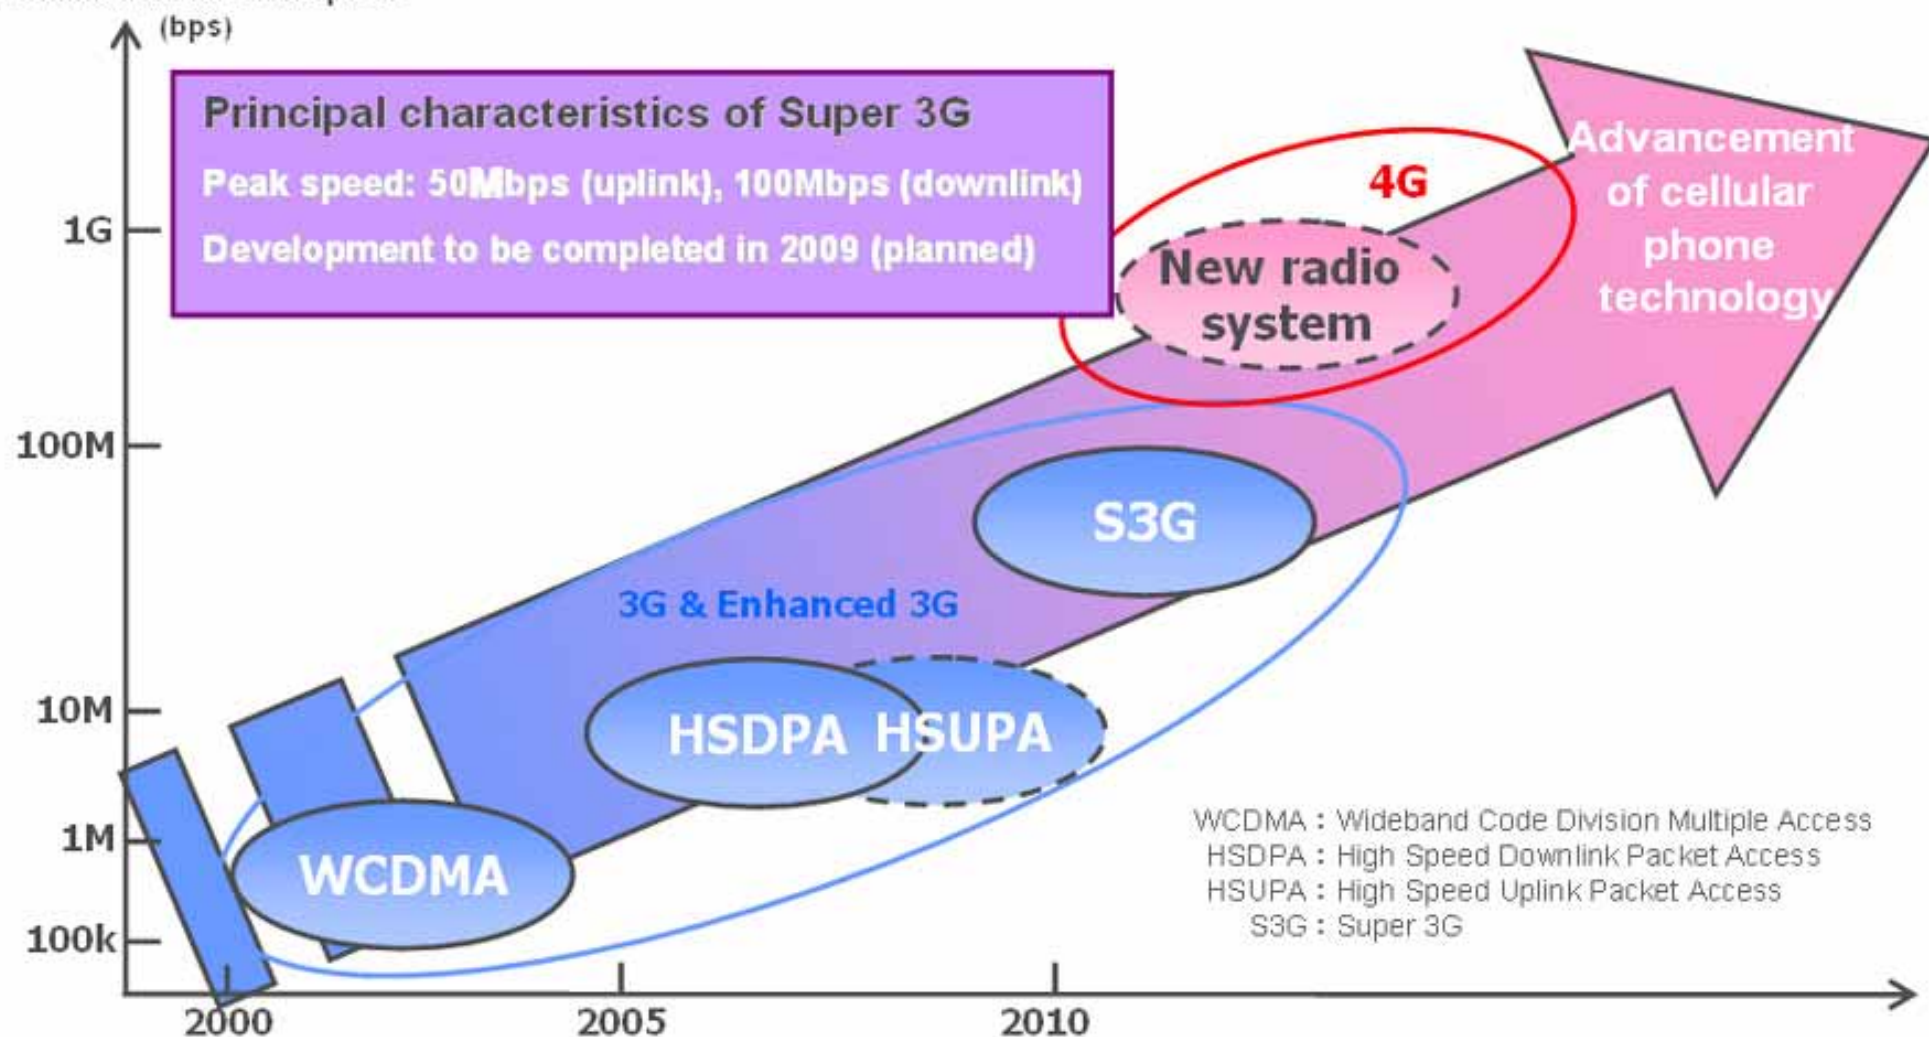 (bps)
Principal characteristics of Super 3G
Peak speed: 50Mbps (uplink), 100Mbps (downlink)
Development to be completed in 2009 (planned)
1G
100M
10M
1M
100k
4G
New radio
system
Advancement
of cellular
phone
technology
S3G
3G & Enhanced 3G
HSDPA
HSUPA
WCDMA
WCDMA : Wideband Code Division Multiple Access
HSDPA : High Speed Downlink Packet Access
HSUPA : High Speed Uplink Packet Access
S3G : Super 3G
2000
2005
2010